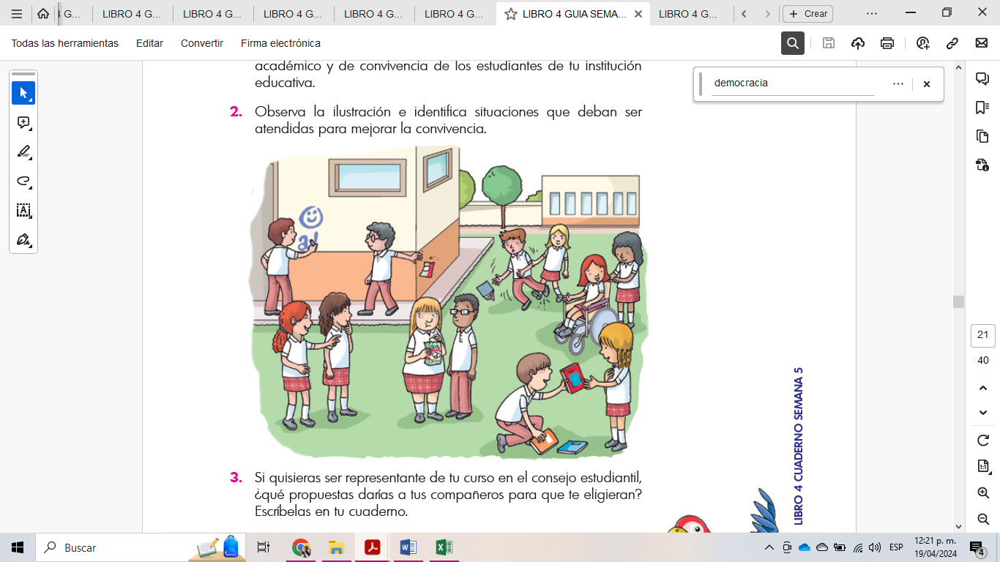 4 G...
LIBRO 4 G...
LIBRO 4 G...
LIBRO 4 G...
LIBRO 4 G...
LIBRO 4 G...
LIBRO 4 GUIA SEMA...
LIBRO 4 G...
Crear
Todas las herramientas
Editar
Convertir
Firma electrónica
democracia
académico y de convivencia de los estudiantes de tu institución
educativa.
2. Observa la ilustración e identifica situaciones que deban ser
atendidas para mejorar la convivencia.
a!
3. Si quisieras ser representante de tu curso en el consejo estudiantil,
¿qué propuestas darías a tus compañeros para que te eligieran?
Escríbelas en tu cuaderno.
LIBRO 4 CUADERNO SEMANA 5
21
40
1:1
Buscar
ESP
12:21 p. m.
19/04/2024
4